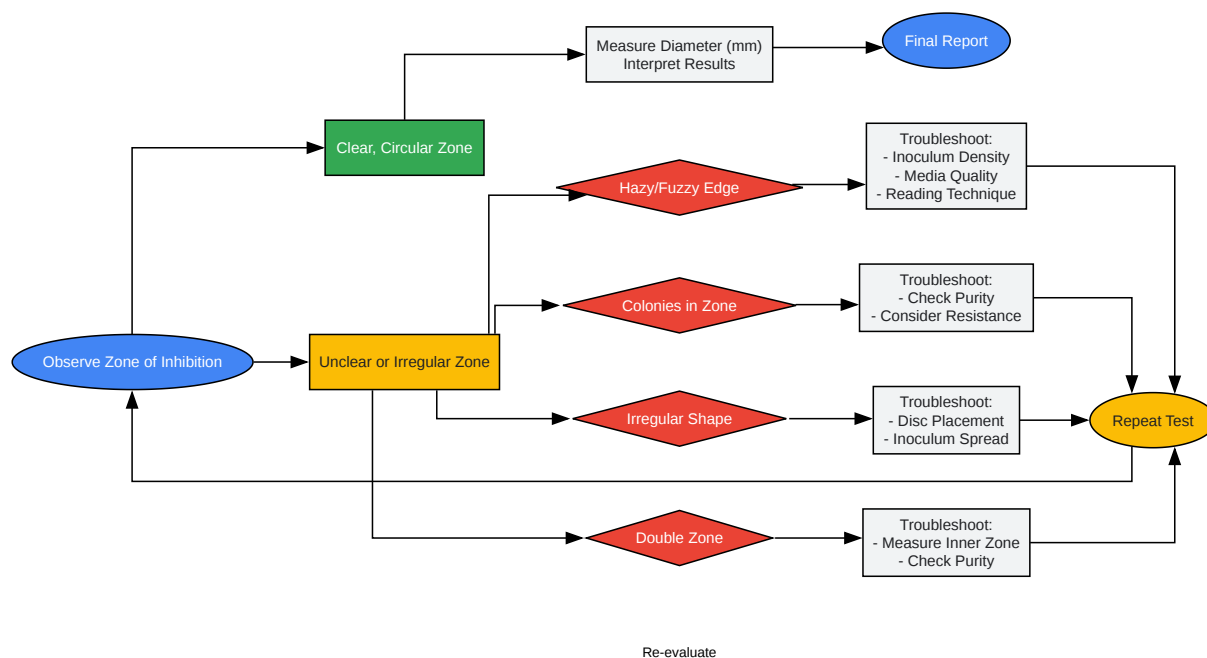 Final Report
Measure Diameter (mm)
Interpret Results
Clear, Circular Zone
Troubleshoot:
- Inoculum Density
- Media Quality
- Reading Technique
Hazy/Fuzzy Edge
Troubleshoot:
- Check Purity
- Consider Resistance
Colonies in Zone
Observe Zone of Inhibition
Unclear or Irregular Zone
Irregular Shape
Troubleshoot:
- Disc Placement
- Inoculum Spread
Repeat Test
Double Zone
Troubleshoot:
- Measure Inner Zone
- Check Purity
Re-evaluate